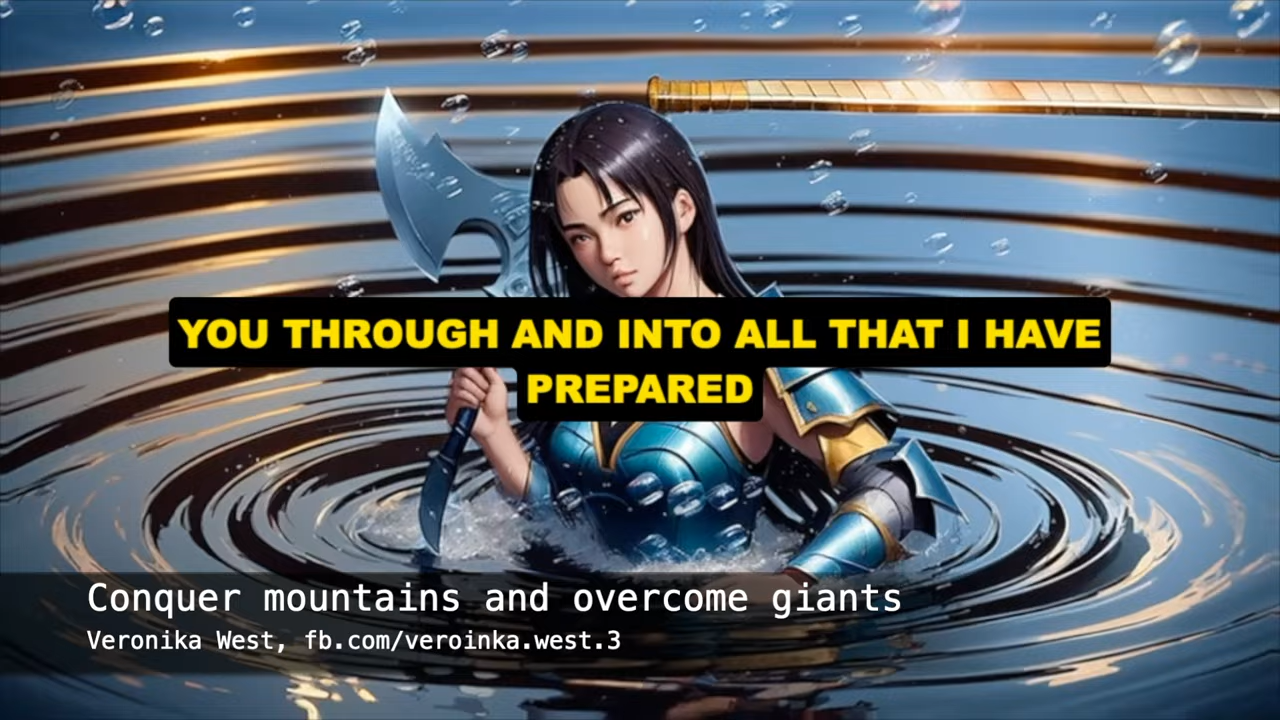 YOU THROUGH AND INTO ALL THAT I HAVE
PREPARED
Conquer mountains and overcome giants
Veronika West, fb.com/veroinka.west.3